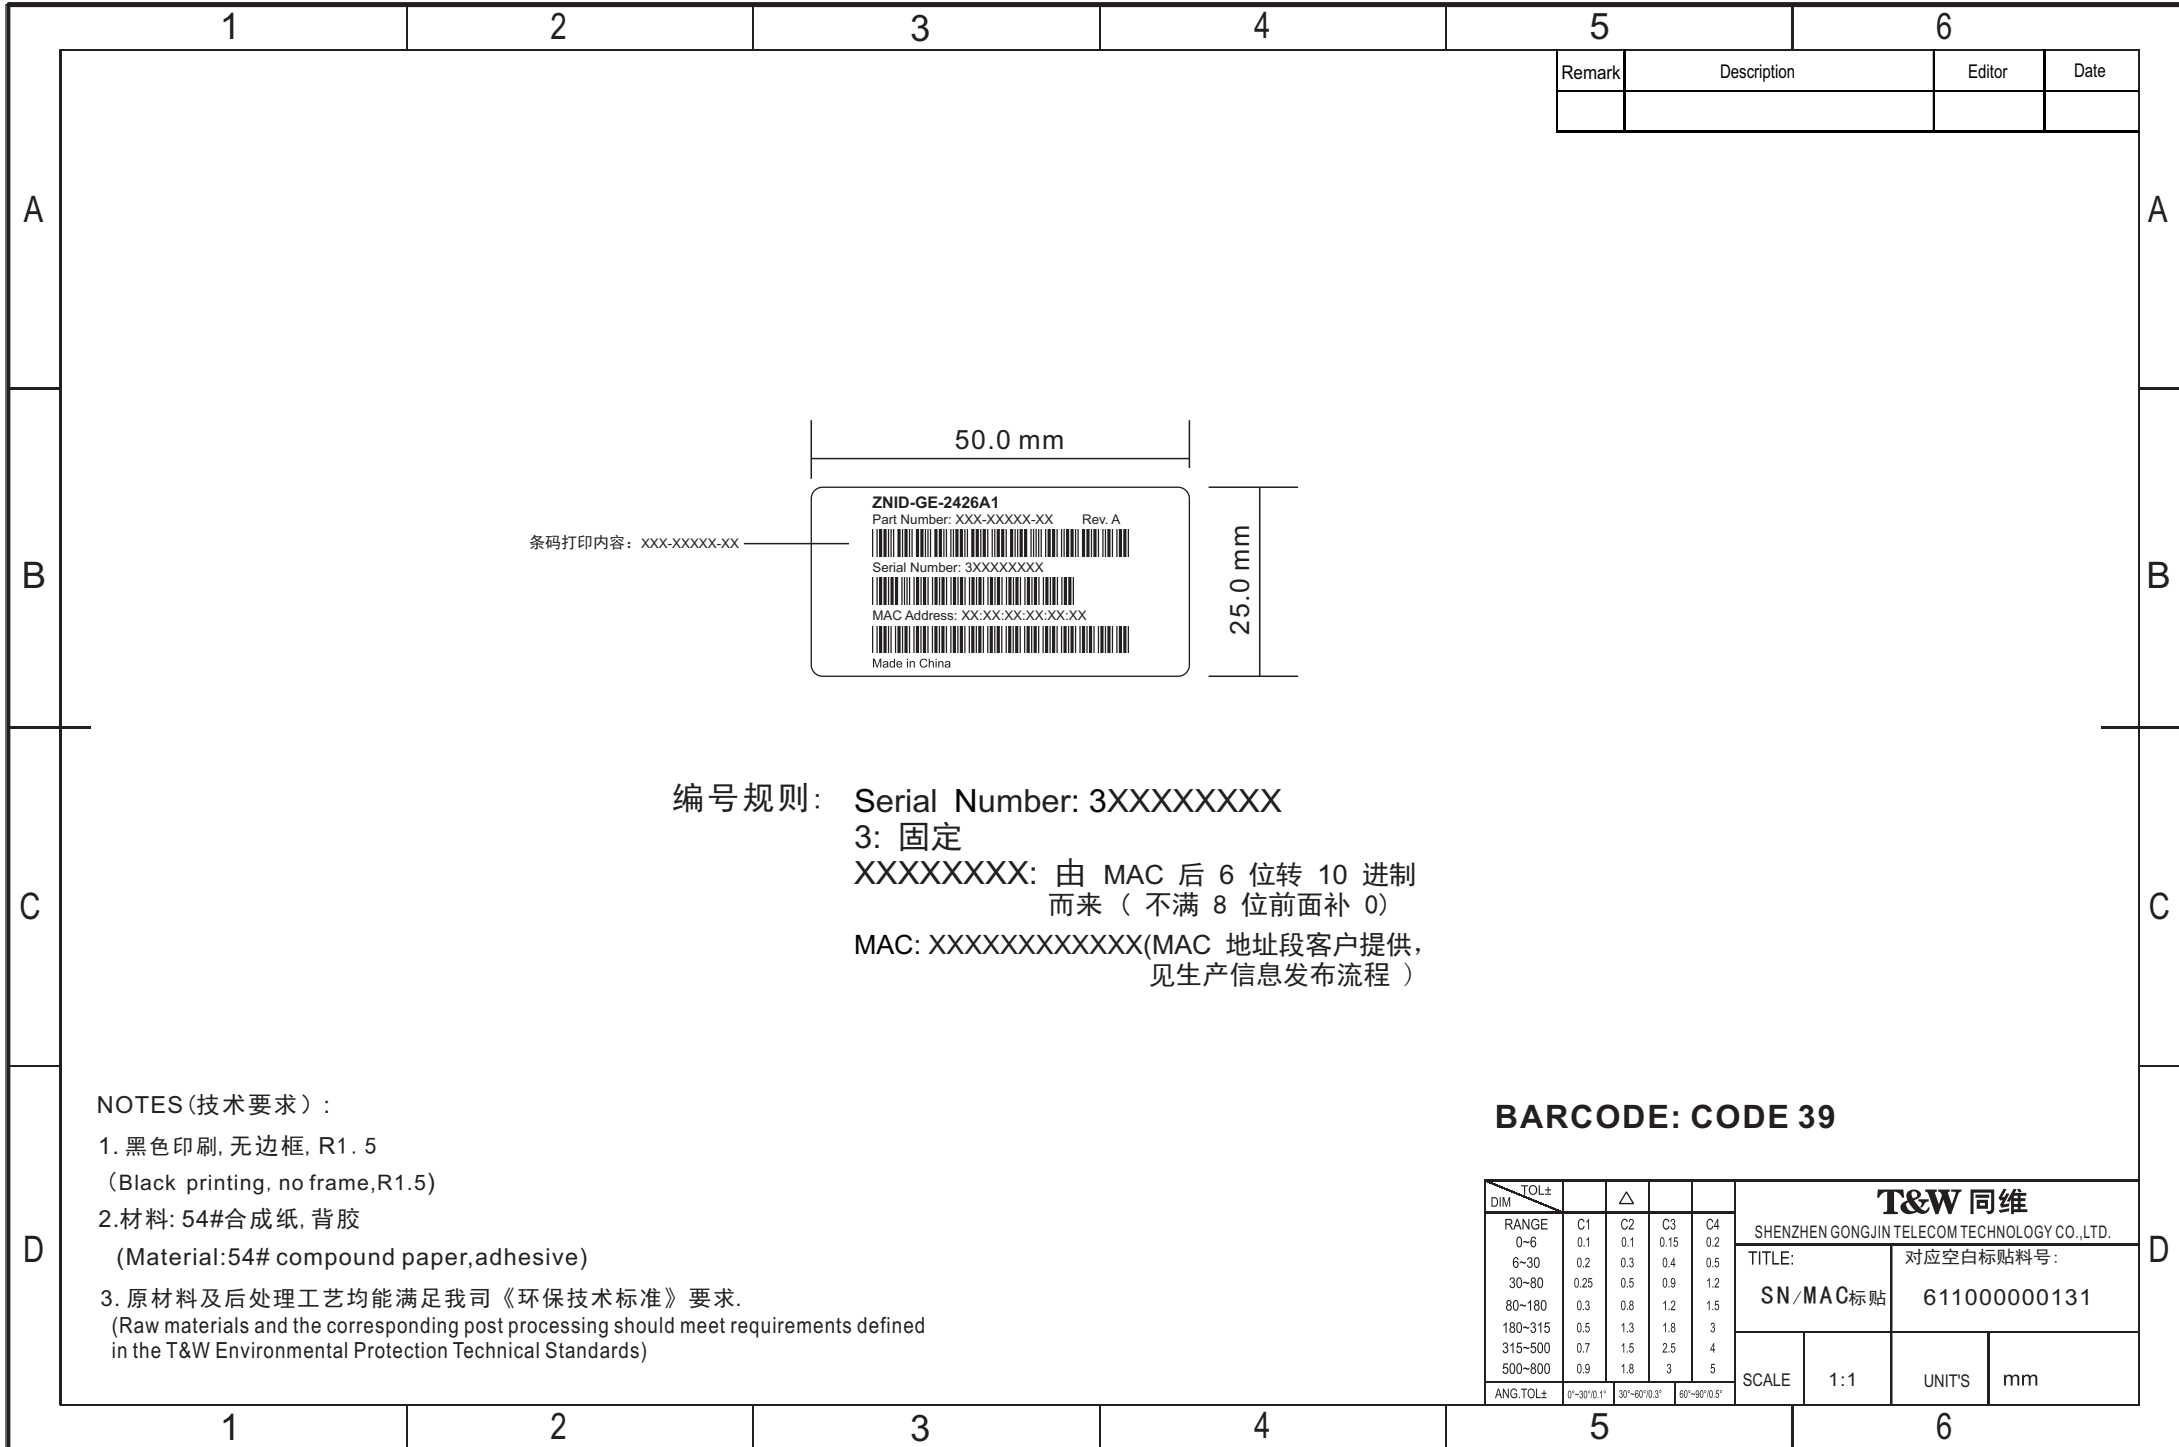 1 2 3 4 5 6
Remark Description Editor Date
A A
50.0 mm
ZNID-GE-2426A1
Part Number: XXX-XXXXX-XX Rev. A
条码打印内容：XXX-XXXXX-XX
Serial Number: 3XXXXXXXX
MAC Address: XX:XX:XX:XX:XX:XX
Made in China
25.0 mm
B B
编号规则: Serial Number: 3XXXXXXXX
3: 固定
XXXXXXXX: 由 MAC 后 6 位转 10 进制
而来（ 不满 8 位前面补 0)
MAC: XXXXXXXXXXXX(MAC 地址段客户提供,
见生产信息发布流程 ）
C C
NOTES(技术要求）:
1. 黑色印刷, 无边框, R1. 5
（Black printing, no frame,R1.5)
2.材料: 54#合成纸, 背胶
(Material:54# compound paper,adhesive)
3. 原材料及后处理工艺均能满足我司《环保技术标准》要求.
(Raw materials and the corresponding post processing should meet requirements defined
in the T&W Environmental Protection Technical Standards)
BARCODE: CODE 39
DIM TOL± △
RANGE C1 C2 C3 C4
0~6 0.1 0.1 0.15 0.2
6~30 0.2 0.3 0.4 0.5
30~80 0.25 0.5 0.9 1.2
80~180 0.3 0.8 1.2 1.5
180~315 0.5 1.3 1.8 3
315~500 0.7 1.5 2.5 4
500~800 0.9 1.8 3 5
ANG.TOL± 0°~30°/0.1° 30°~60°/0.3° 60°~90°/0.5°
T&W 同维
SHENZHEN GONGJIN TELECOM TECHNOLOGY CO.,LTD.
TITLE: 对应空白标贴料号:
SN/MAC标贴 611000000131
SCALE 1:1 UNIT'S mm
D D
1 2 3 4 5 6